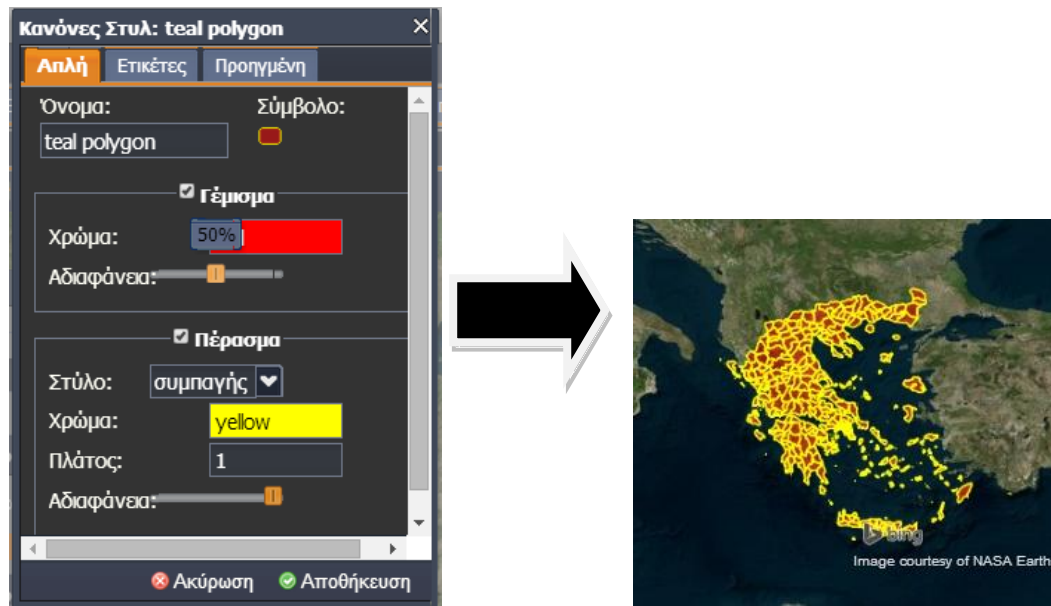 Κανόνες Στυλ: teal polygon
Απλή Ετικέτες Προηγμένη
Όνομα: Σύμβολο:
teal polygon
Γέμισμα
Χρώμα: 50%
Αδιαφάνεια:
Πέρασμα
Στύλο: συμπαγής
Χρώμα: yellow
Πλάτος: 1
Αδιαφάνεια:
Ακύρωση Αποθήκευση
bing
Image courtesy of NASA Earth